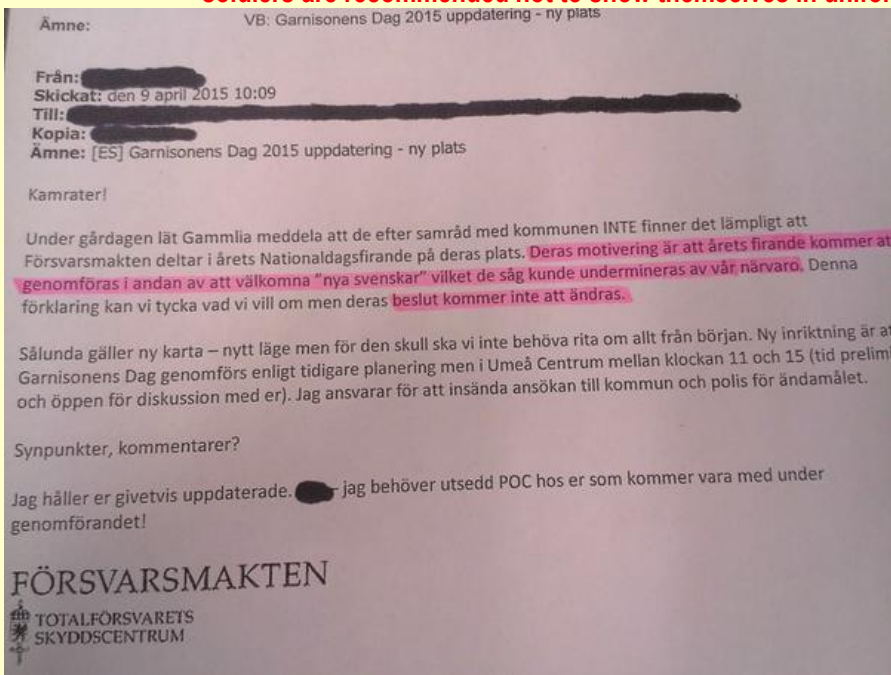 soldiers are recommended not to show themselves in
Ämne: VB: Garnisonens Dag 2015 uppdatering - ny plats
Från:
Skickat: den 9 april 2015 10:09
Till:
Kopia:
Ämne: [ES] Garnisonens Dag 2015 uppdatering - ny plats
Kamrater!
Under gårdagen lät Gammlia meddela att de efter samråd med kommunen INTE finner det lämpligt att
Försvarsmakten deltar i årets Nationaldagsfirande på deras plats. Deras motivering är att årets firande kommer at
genomföras i andan av att välkomna "nya svenskar" vilket de såg kunde undermineras av vår närvaro. Denna
förklaring kan vi tycka vad vi vill om men deras beslut kommer inte att ändras.
Sålunda gäller ny karta – nytt läge men för den skull ska vi inte behöva rita om allt från början. Ny inriktning är at
Garnisonens Dag genomförs enligt tidigare planering men i Umeå Centrum mellan klockan 11 och 15 (tid prelim
och öppen för diskussion med er). Jag ansvarar för att insända ansökan till kommun och polis för ändamålet.
Synpunkter, kommentarer?
Jag håller er givetvis uppdaterade. - jag behöver utsedd POC hos er som kommer vara med under
genomförandet!
FÖRSVARSMAKTEN
TOTALFÖRSVARETS
SKYDDSCENTRUM